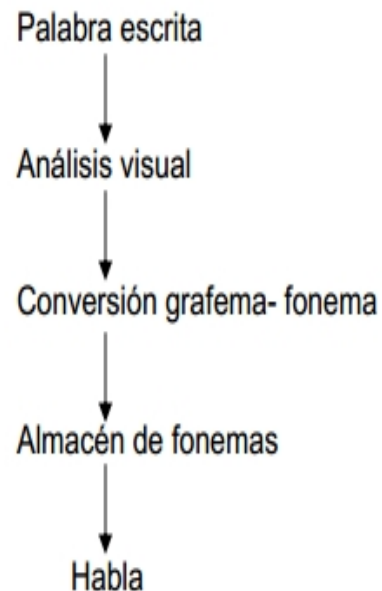 Palabra escrita
Análisis visual
Conversión grafema- fonema
Almacén de fonemas
Habla